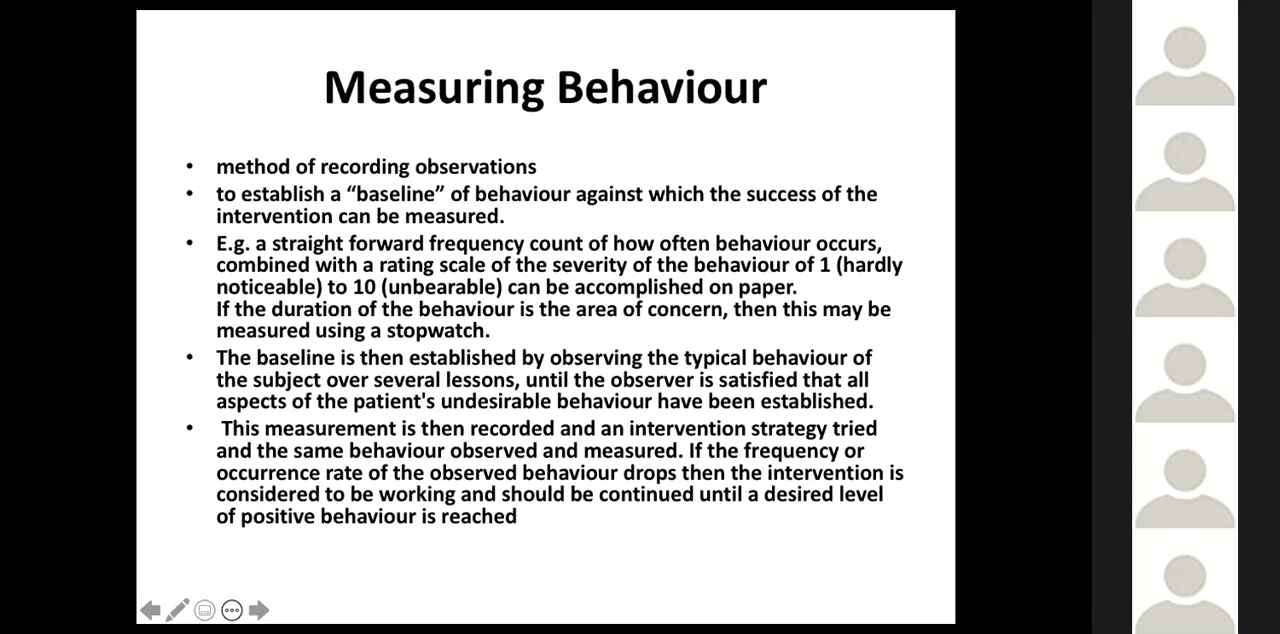 Measuring Behaviour
• method of recording observations
• to establish a “baseline” of behaviour against which the success of the
intervention can be measured.
• E.g. a straight forward frequency count of how often behaviour occurs,
combined with a rating scale of the severity of the behaviour of 1 (hardly
noticeable) to 10 (unbearable) can be accomplished on paper.
If the duration of the behaviour is the area of concern, then this may be
measured using a stopwatch.
• The baseline is then established by observing the typical behaviour of
the subject over several lessons, until the observer is satisfied that all
aspects of the patient's undesirable behaviour have been established.
• This measurement is then recorded and an intervention strategy tried
and the same behaviour observed and measured. If the frequency or
occurrence rate of the observed behaviour drops then the intervention is
considered to be working and should be continued until a desired level
of positive behaviour is reached